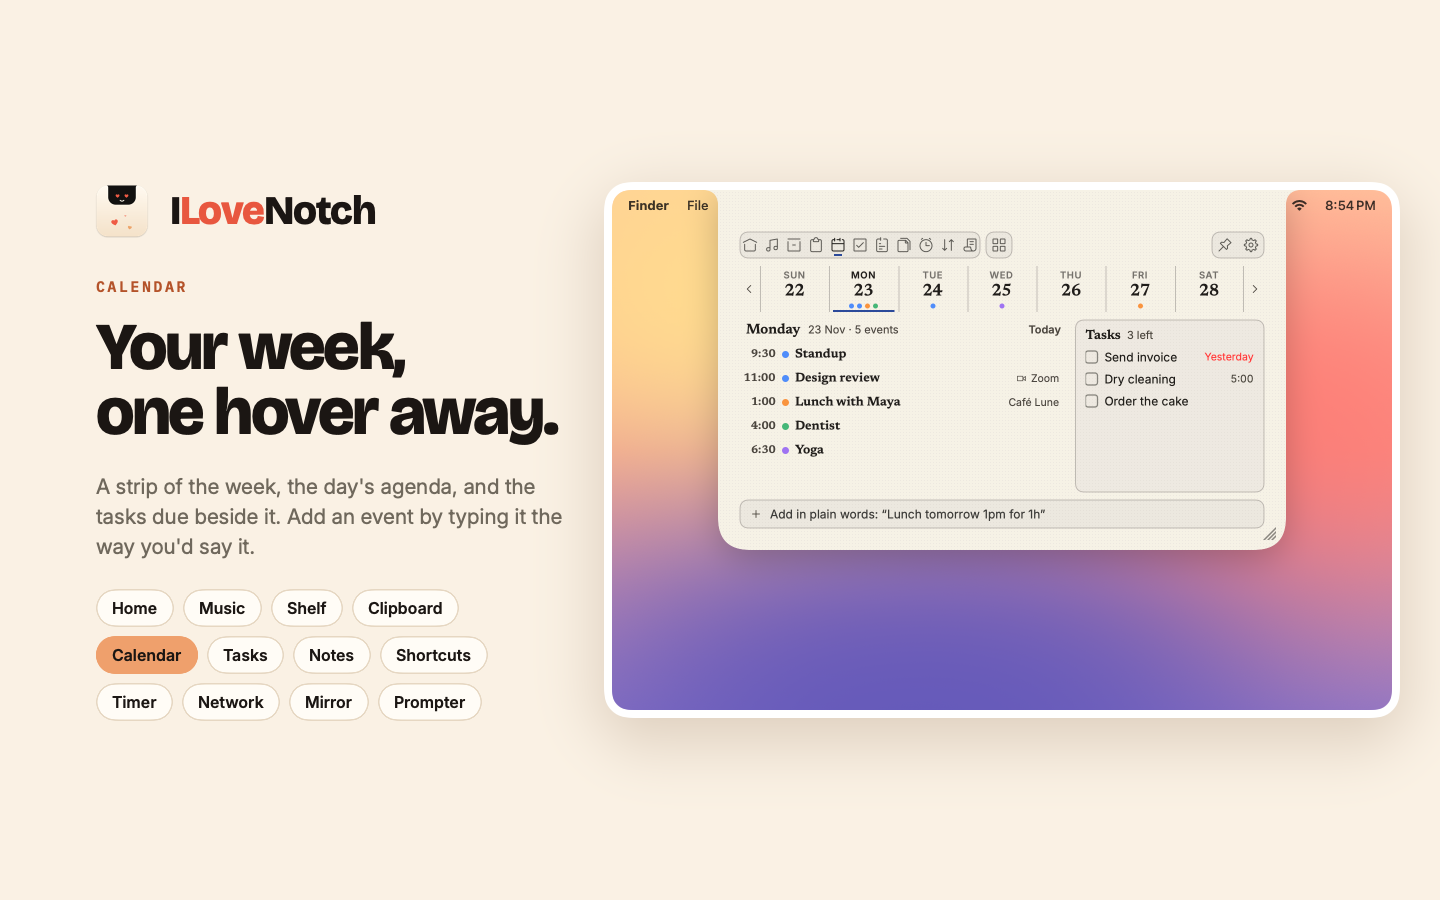 ILoveNotch
CALENDAR
Your week,
one hover away.
A strip of the week, the day's agenda, and the
tasks due beside it. Add an event by typing it the
way you'd say it.
Home Music Shelf Clipboard
Calendar Tasks Notes Shortcuts
Timer Network Mirror Prompter
Finder File 8:54 PM
SUN MON TUE WED THU FRI SAT
22 23 24 25 26 27 28
Monday 23 Nov · 5 events Today
9:30 Standup
11:00 Design review Zoom
1:00 Lunch with Maya Café Lune
4:00 Dentist
6:30 Yoga
Tasks 3 left
Send invoice Yesterday
Dry cleaning 5:00
Order the cake
+ Add in plain words: “Lunch tomorrow 1pm for 1h”